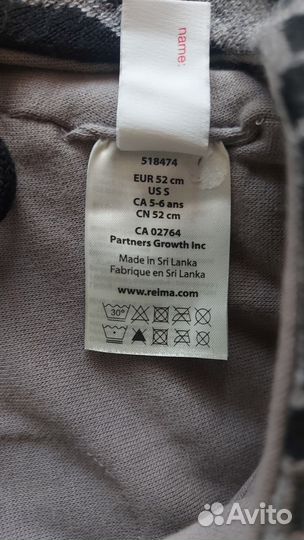 name:
518474
EUR 52 cm
US S
CA 5-6 ans
CN 52 cm
CA 02764
Partners Growth Inc
Made in Sri Lanka
Fabrique en Sri Lanka
www.reima.com
30°
Avito